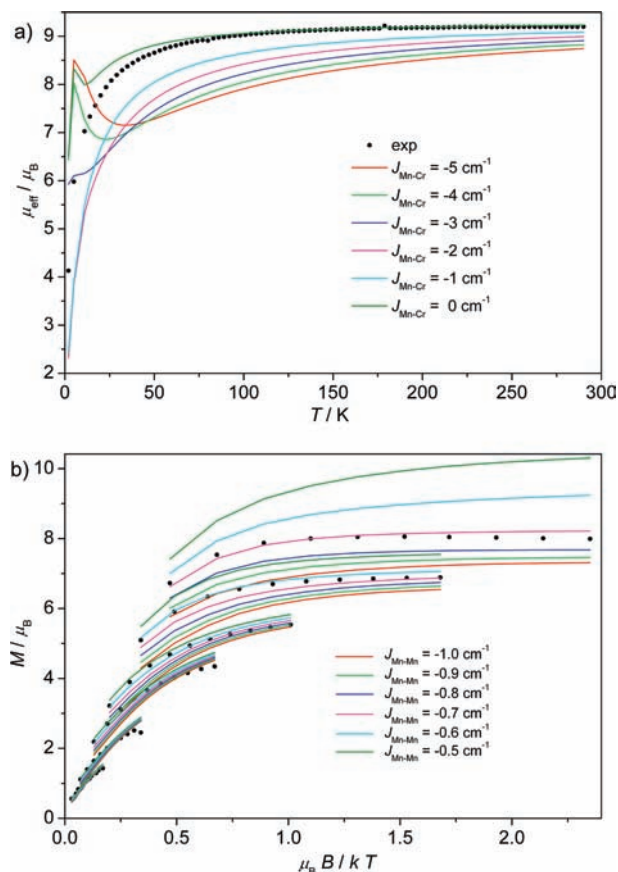 a)
9
8
7
6
5
4
3
2
μeff / μB
exp
JMn-Cr = -5 cm⁻¹
JMn-Cr = -4 cm⁻¹
JMn-Cr = -3 cm⁻¹
JMn-Cr = -2 cm⁻¹
JMn-Cr = -1 cm⁻¹
JMn-Cr = 0 cm⁻¹
0 50 100 150 200 250 300
T / K
b)
10
8
6
4
2
0
M / μB
JMn-Mn = -1.0 cm⁻¹
JMn-Mn = -0.9 cm⁻¹
JMn-Mn = -0.8 cm⁻¹
JMn-Mn = -0.7 cm⁻¹
JMn-Mn = -0.6 cm⁻¹
JMn-Mn = -0.5 cm⁻¹
0.0 0.5 1.0 1.5 2.0
μB B / k T